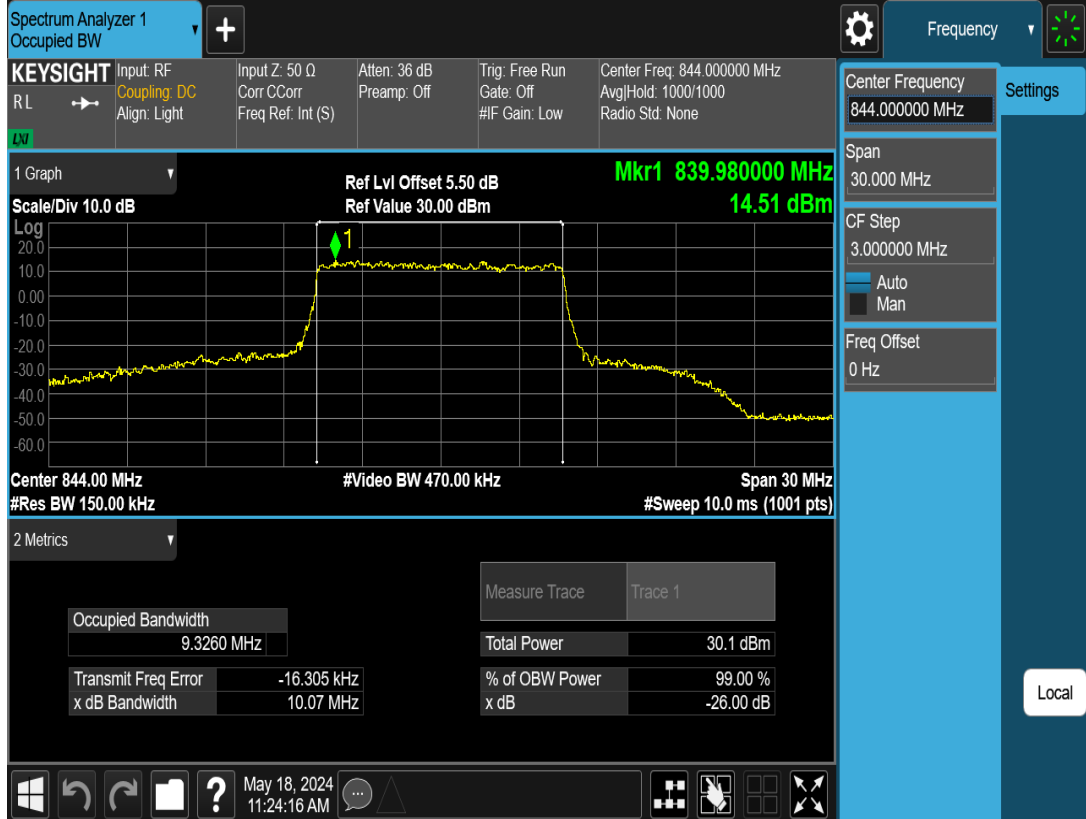 Spectrum Analyzer 1
Occupied BW
+
Frequency
KEYSIGHT
R L
LXI
Input: RF
Coupling: DC
Align: Light
Input Z: 50 Ω
Corr CCorr
Freq Ref: Int (S)
Atten: 36 dB
Preamp: Off
Trig: Free Run
Gate: Off
#IF Gain: Low
Center Freq: 844.000000 MHz
Avg|Hold: 1000/1000
Radio Std: None
Center Frequency
844.000000 MHz
Settings
Span
30.000 MHz
CF Step
3.000000 MHz
Auto
Man
Freq Offset
0 Hz
Local
1 Graph
Scale/Div 10.0 dB
Ref Lvl Offset 5.50 dB
Ref Value 30.00 dBm
Mkr1 839.980000 MHz
14.51 dBm
Log
1
20.0
10.0
0.00
-10.0
-20.0
-30.0
-40.0
-50.0
-60.0
Center 844.00 MHz
#Video BW 470.00 kHz
Span 30 MHz
#Res BW 150.00 kHz
#Sweep 10.0 ms (1001 pts)
2 Metrics
Measure Trace
Trace 1
Occupied Bandwidth
9.3260 MHz
Total Power 30.1 dBm
Transmit Freq Error -16.305 kHz
% of OBW Power 99.00 %
x dB Bandwidth 10.07 MHz
x dB -26.00 dB
?
May 18, 2024
11:24:16 AM